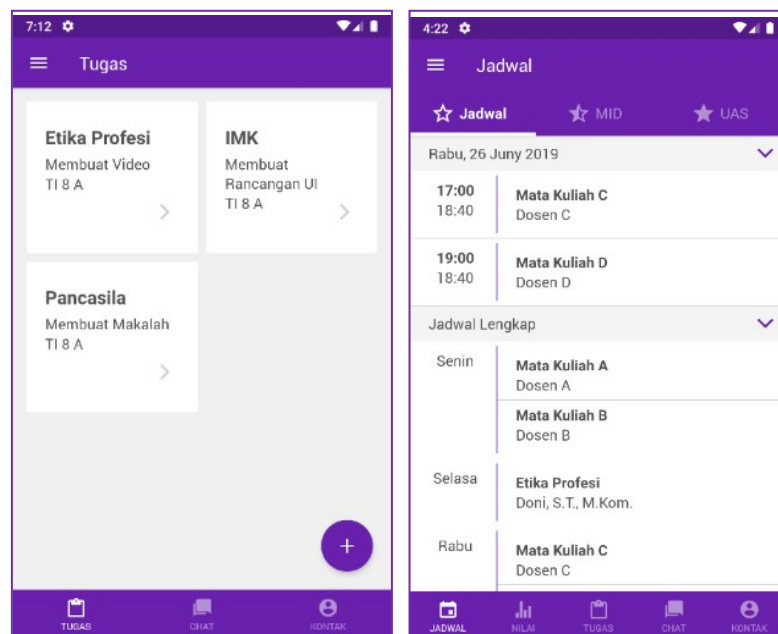 7:12
Tugas
Etika Profesi
Membuat Video
TI 8 A
IMK
Membuat
Rancangan UI
TI 8 A
Pancasila
Membuat Makalah
TI 8 A
+
TUGAS
CHAT
KONTAK
4:22
Jadwal
Jadwal
MID
UAS
Rabu, 26 Juny 2019
17:00
18:40
Mata Kuliah C
Dosen C
19:00
18:40
Mata Kuliah D
Dosen D
Jadwal Lengkap
Senin
Mata Kuliah A
Dosen A
Mata Kuliah B
Dosen B
Selasa
Etika Profesi
Doni, S.T., M.Kom.
Rabu
Mata Kuliah C
Dosen C
JADWAL
NILAI
TUGAS
CHAT
KONTAK